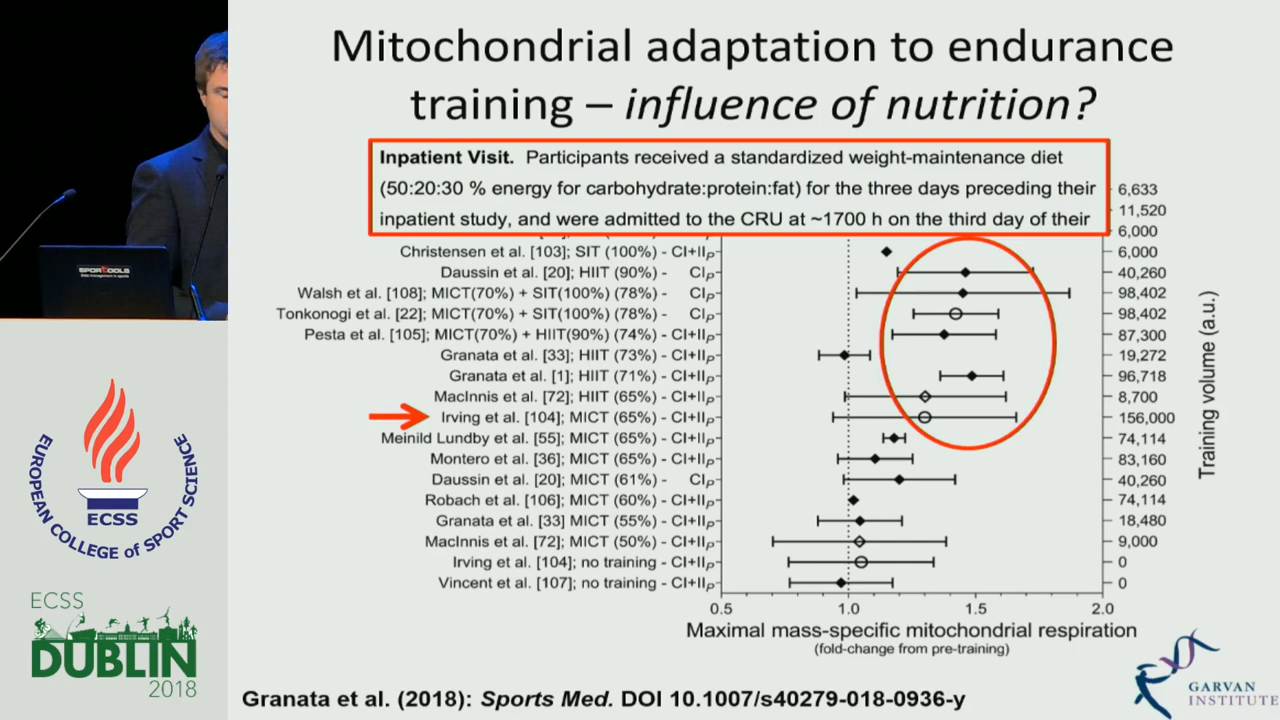 Mitochondrial adaptation to endurance
training – influence of nutrition?
Inpatient Visit. Participants received a standardized weight-maintenance diet
(50:20:30 % energy for carbohydrate:protein:fat) for the three days preceding their
inpatient study, and were admitted to the CRU at ~1700 h on the third day of their
6,633
11,520
6,000
Christensen et al. [103]; SIT (100%) - CI+IIP 6,000
Daussin et al. [20]; HIIT (90%) - CIP 40,260
Walsh et al. [108]; MICT(70%) + SIT(100%) (78%) - CIP 98,402
Tonkonogi et al. [22]; MICT(70%) + SIT(100%) (78%) - CIP 98,402
Pesta et al. [105]; MICT(70%) + HIIT(90%) (74%) - CI+IIP 87,300
Granata et al. [33]; HIIT (73%) - CI+IIP 19,272
Granata et al. [1]; HIIT (71%) - CI+IIP 96,718
MacInnis et al. [72]; HIIT (65%) - CI+IIP 8,700
Irving et al. [104]; MICT (65%) - CI+IIP 156,000
Meinild Lundby et al. [55]; MICT (65%) - CI+IIP 74,114
Montero et al. [36]; MICT (65%) - CI+IIP 83,160
Daussin et al. [20]; MICT (61%) - CIP 40,260
Robach et al. [106]; MICT (60%) - CI+IIP 74,114
Granata et al. [33] MICT (55%) - CI+IIP 18,480
MacInnis et al. [72]; MICT (50%) - CI+IIP 9,000
Irving et al. [104]; no training - CI+IIP 0
Vincent et al. [107]; no training - CI+IIP 0
Training volume (a.u.)
0.5 1.0 1.5 2.0
Maximal mass-specific mitochondrial respiration
(fold-change from pre-training)
Granata et al. (2018): Sports Med. DOI 10.1007/s40279-018-0936-y
GARVAN
INSTITUTE
SPORTOOLS
EUROPEAN COLLEGE of SPORT SCIENCE
ECSS
ECSS
DUBLIN
2018